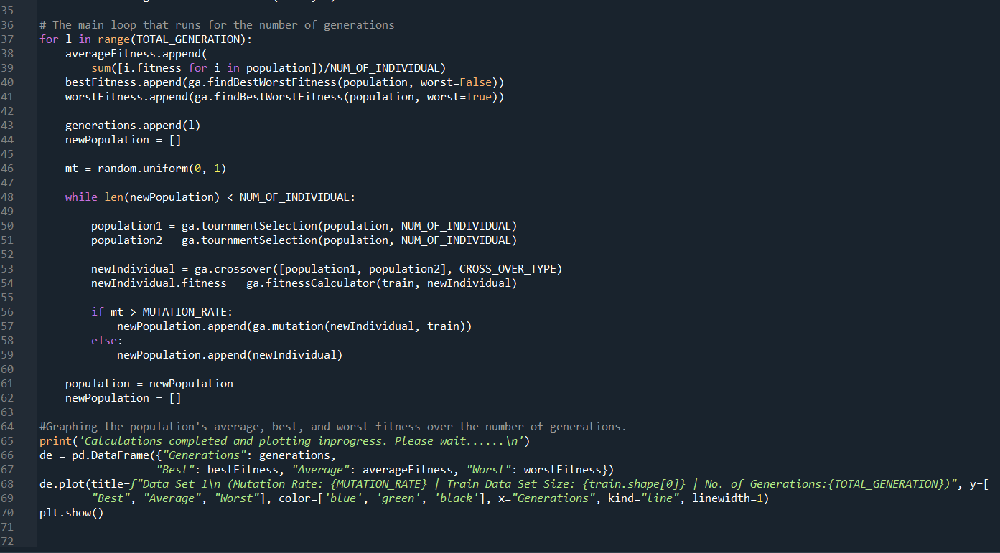 35
36 # The main loop that runs for the number of generations
37 for l in range(TOTAL_GENERATION):
38     averageFitness.append(
39         sum([i.fitness for i in population])/NUM_OF_INDIVIDUAL)
40     bestFitness.append(ga.findBestWorstFitness(population, worst=False))
41     worstFitness.append(ga.findBestWorstFitness(population, worst=True))
42
43     generations.append(l)
44     newPopulation = []
45
46     mt = random.uniform(0, 1)
47
48     while len(newPopulation) < NUM_OF_INDIVIDUAL:
49
50         population1 = ga.tournmentSelection(population, NUM_OF_INDIVIDUAL)
51         population2 = ga.tournmentSelection(population, NUM_OF_INDIVIDUAL)
52
53         newIndividual = ga.crossover([population1, population2], CROSS_OVER_TYPE)
54         newIndividual.fitness = ga.fitnessCalculator(train, newIndividual)
55
56         if mt > MUTATION_RATE:
57             newPopulation.append(ga.mutation(newIndividual, train))
58         else:
59             newPopulation.append(newIndividual)
60
61     population = newPopulation
62     newPopulation = []
63
64 #Graphing the population's average, best, and worst fitness over the number of generations.
65 print('Calculations completed and plotting inprogress. Please wait......\n')
66 de = pd.DataFrame({"Generations": generations,
67                   "Best": bestFitness, "Average": averageFitness, "Worst": worstFitness})
68 de.plot(title=f"Data Set 1\n (Mutation Rate: {MUTATION_RATE} | Train Data Set Size: {train.shape[0]} | No. of Generations:{TOTAL_GENERATION})", y=[
69         "Best", "Average", "Worst"], color=['blue', 'green', 'black'], x="Generations", kind="line", linewidth=1)
70 plt.show()
71
72